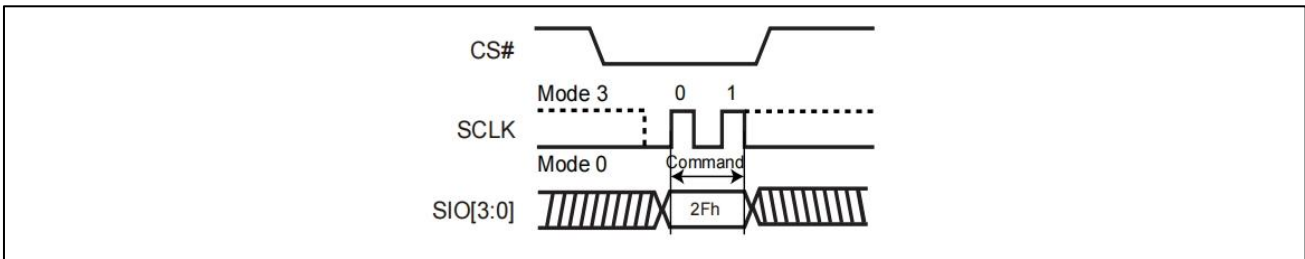 CS#
Mode 3 0 1
SCLK
Mode 0 Command
SIO[3:0] 2Fh